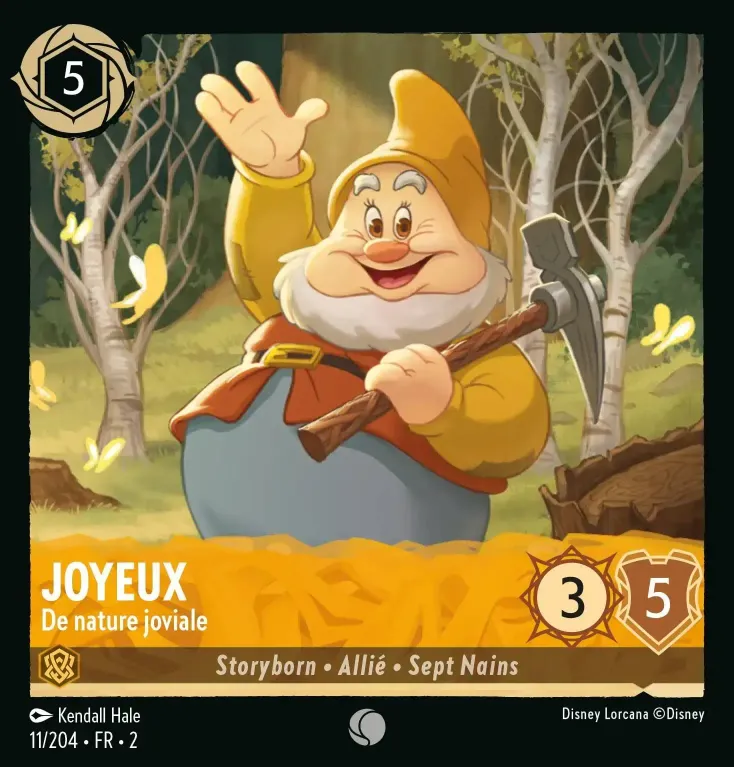 5
JOYEUX
De nature joviale
3
5
Storyborn • Allié • Sept Nains
Kendall Hale
Disney Lorcana ©Disney
11/204 • FR • 2